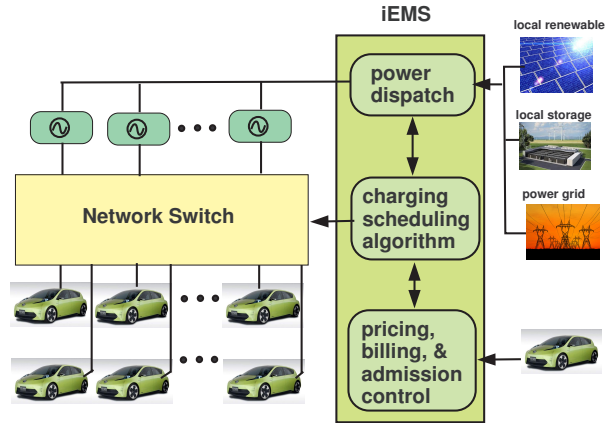 iEMS
local renewable
power
dispatch
local storage
charging
scheduling
algorithm
Network Switch
power grid
pricing,
billing, &
admission
control